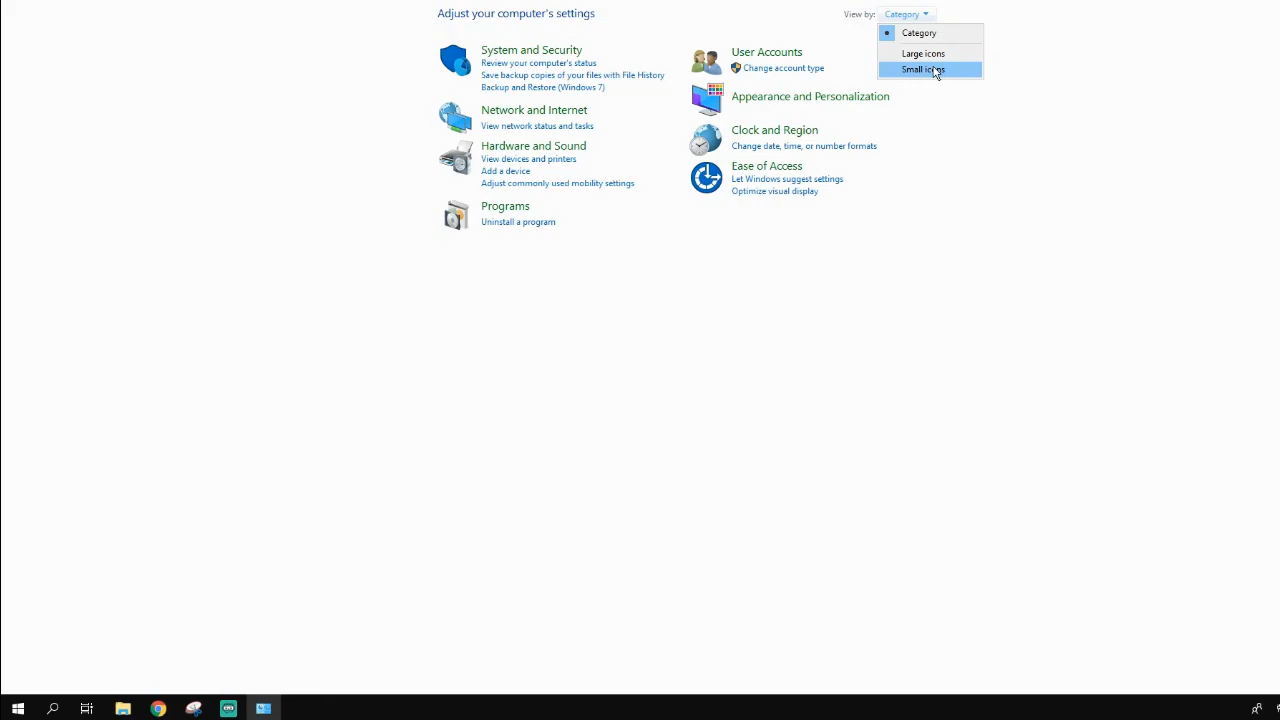 Adjust your computer's settings
View by: Category
Category
Large icons
Small icons
System and Security
Review your computer's status
Save backup copies of your files with File History
Backup and Restore (Windows 7)
Network and Internet
View network status and tasks
Hardware and Sound
View devices and printers
Add a device
Adjust commonly used mobility settings
Programs
Uninstall a program
User Accounts
Change account type
Appearance and Personalization
Clock and Region
Change date, time, or number formats
Ease of Access
Let Windows suggest settings
Optimize visual display